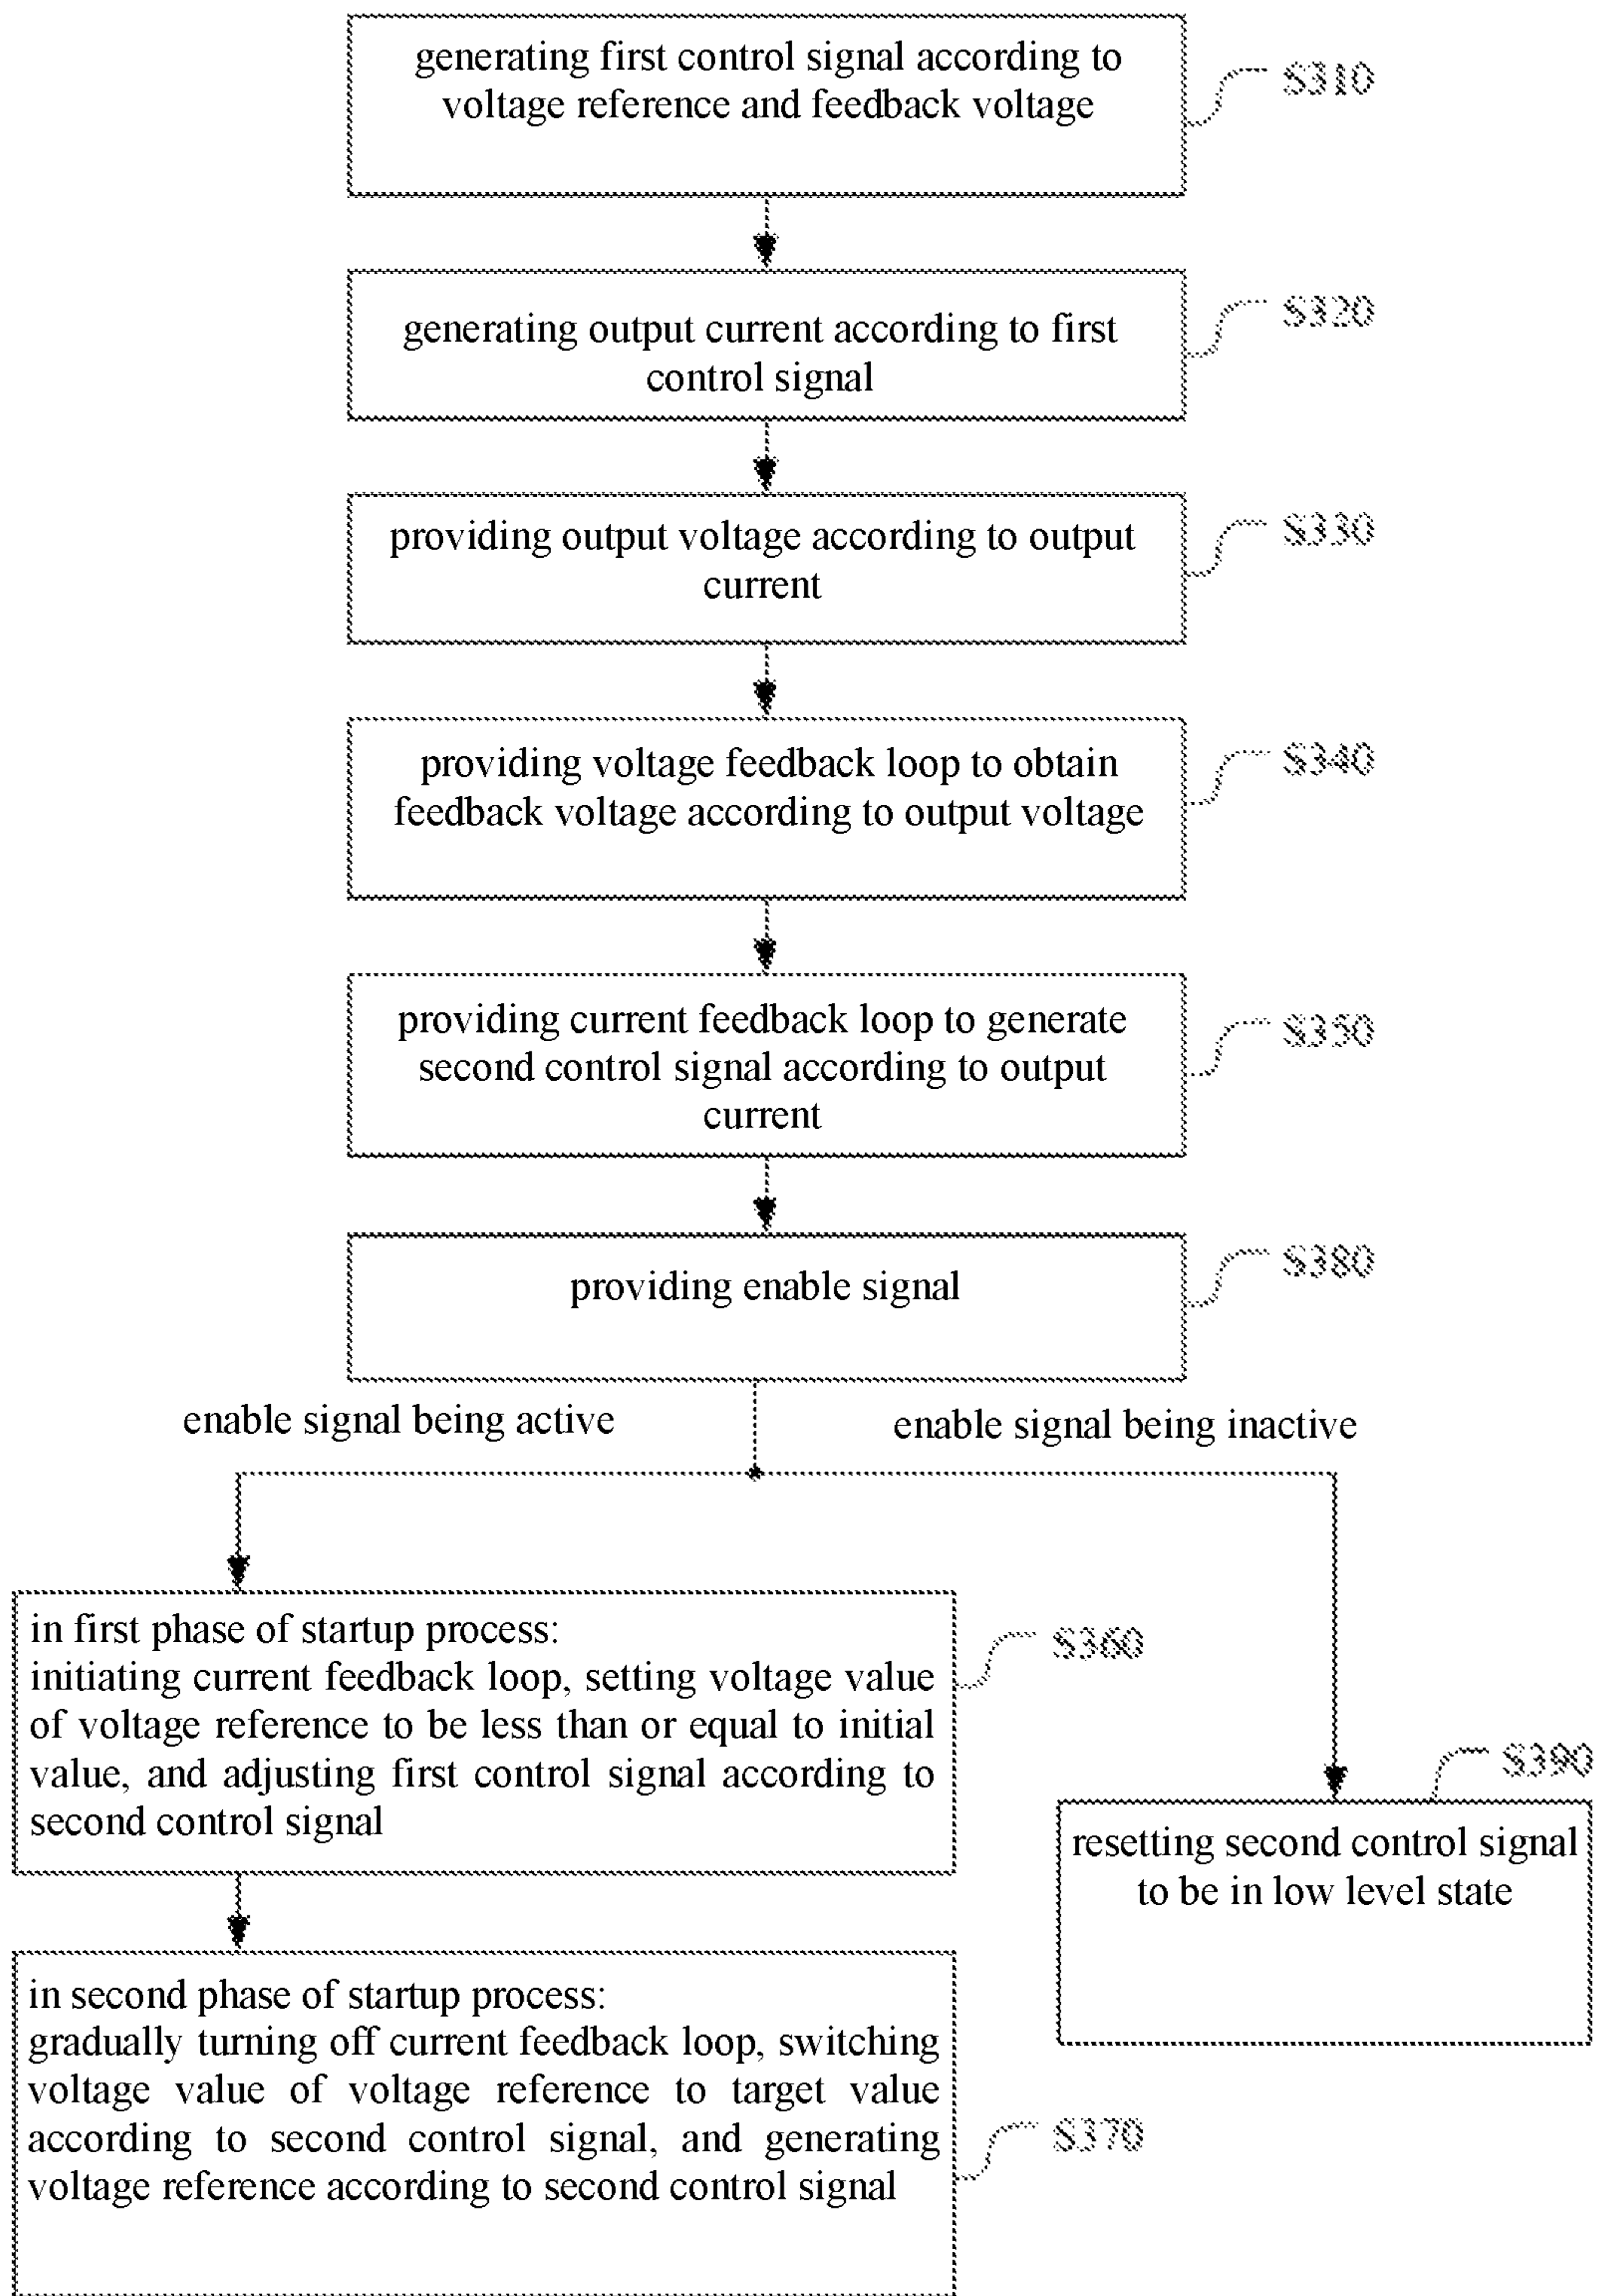 generating first control signal according to
voltage reference and feedback voltage
S310
generating output current according to first
control signal
S320
providing output voltage according to output
current
S330
providing voltage feedback loop to obtain
feedback voltage according to output voltage
S340
providing current feedback loop to generate
second control signal according to output
current
S350
providing enable signal
S380
enable signal being active
enable signal being inactive
in first phase of startup process:
initiating current feedback loop, setting voltage value
of voltage reference to be less than or equal to initial
value, and adjusting first control signal according to
second control signal
S360
S390
resetting second control signal
to be in low level state
in second phase of startup process:
gradually turning off current feedback loop, switching
voltage value of voltage reference to target value
according to second control signal, and generating
voltage reference according to second control signal
S370